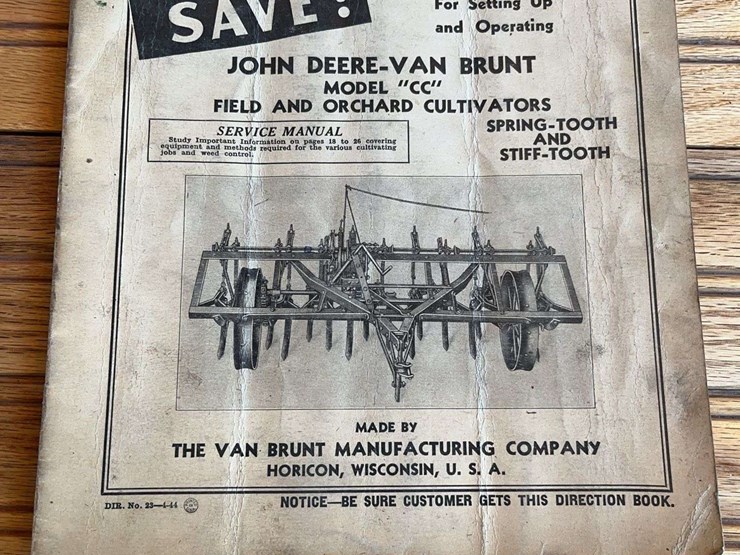 SAVE!
For Setting Up
and Operating
JOHN DEERE-VAN BRUNT
MODEL "CC"
FIELD AND ORCHARD CULTIVATORS
SERVICE MANUAL
Study Important Information on pages 18 to 26 covering
equipment and methods required for the various cultivating
jobs and weed control.
SPRING-TOOTH
AND
STIFF-TOOTH
MADE BY
THE VAN BRUNT MANUFACTURING COMPANY
HORICON, WISCONSIN, U. S. A.
DIR. No. 23—4-44
NOTICE—BE SURE CUSTOMER GETS THIS DIRECTION BOOK.